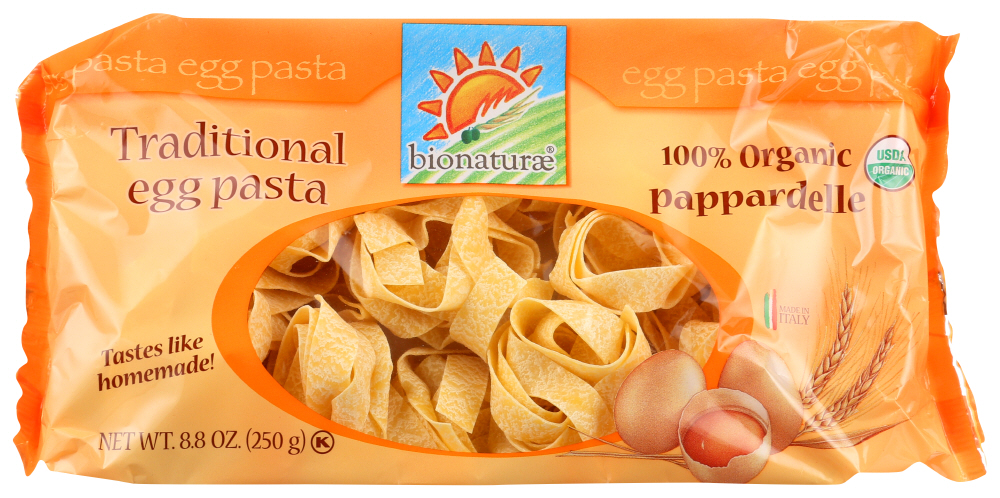 pasta egg pasta
egg pasta egg
bionaturæ®
Traditional
egg pasta
100% Organic
pappardelle
USDA
ORGANIC
MADE IN
ITALY
Tastes like
homemade!
NET WT. 8.8 OZ. (250 g) K